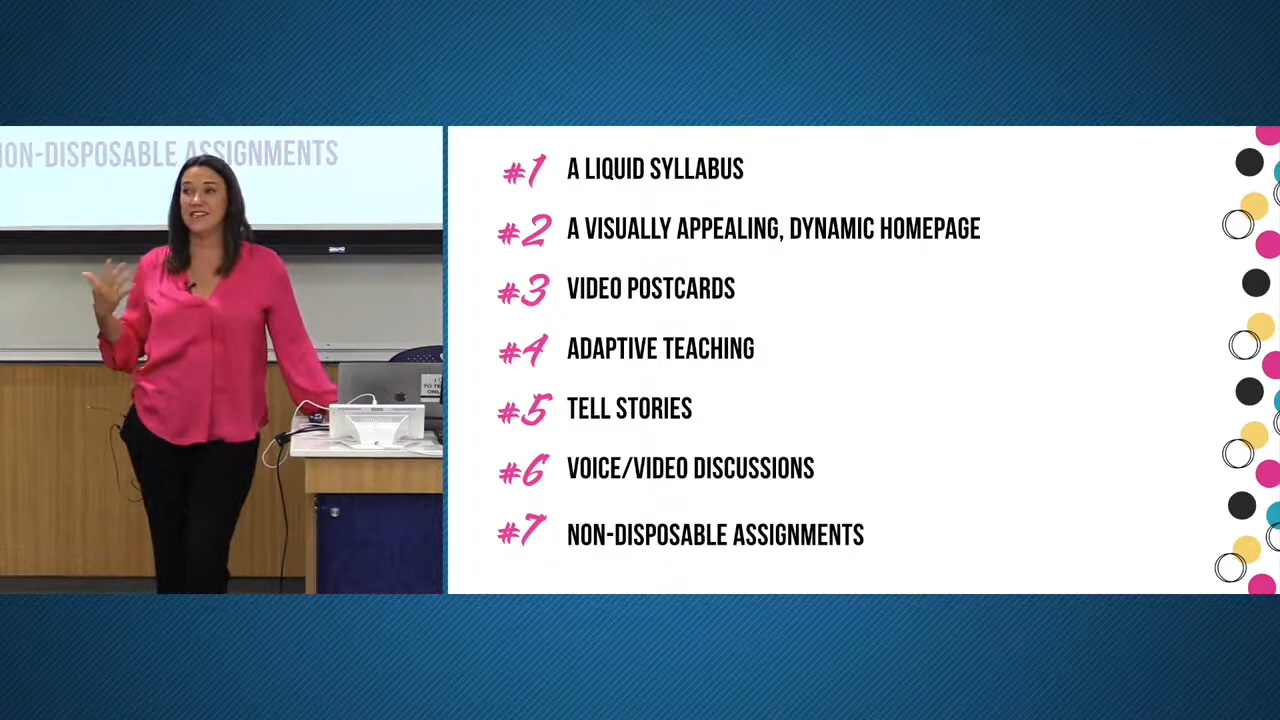 NON-DISPOSABLE ASSIGNMENTS
#1 A LIQUID SYLLABUS
#2 A VISUALLY APPEALING, DYNAMIC HOMEPAGE
#3 VIDEO POSTCARDS
#4 ADAPTIVE TEACHING
#5 TELL STORIES
#6 VOICE/VIDEO DISCUSSIONS
#7 NON-DISPOSABLE ASSIGNMENTS